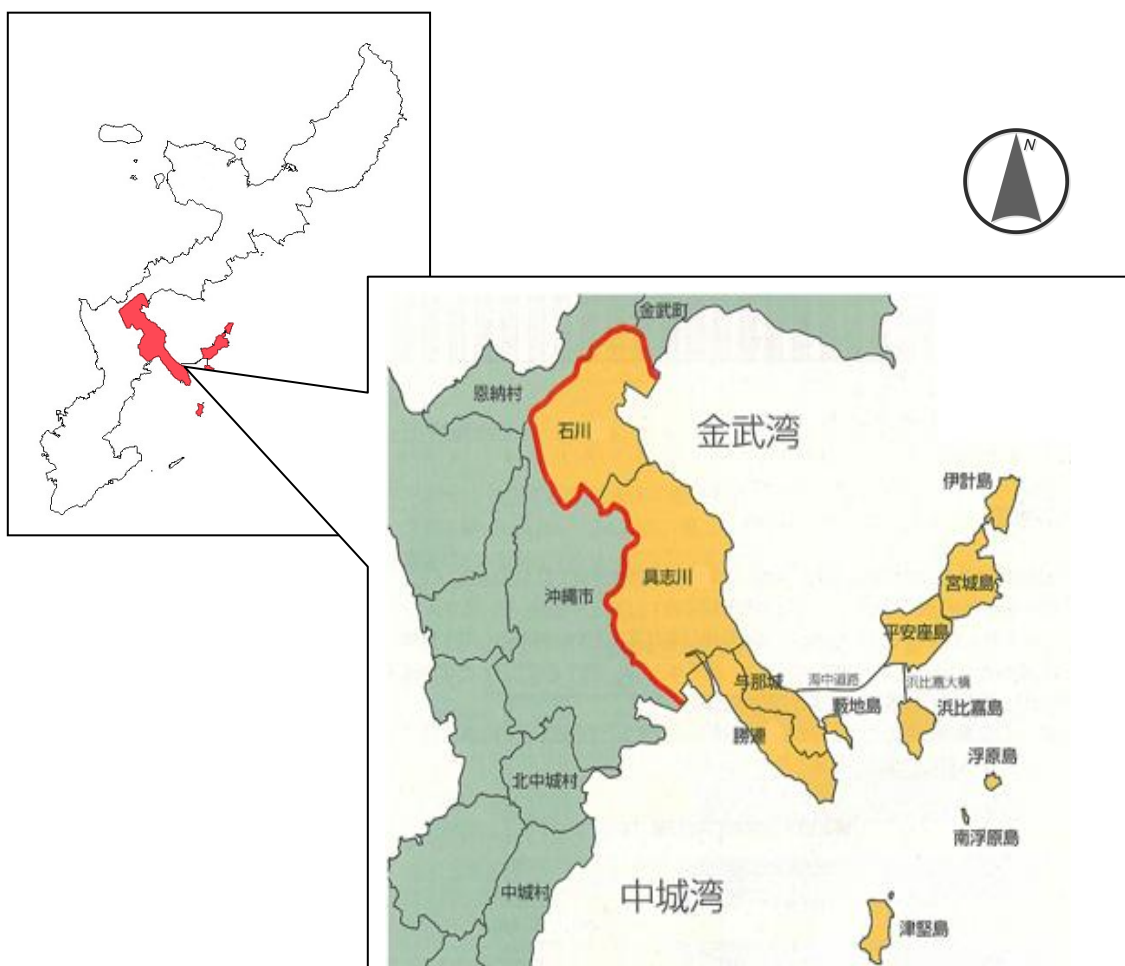 N
金武町
恩納村
石川
金武湾
伊計島
具志川
宮城島
沖縄市
平安座島
与那城
海中道路
浜比嘉大橋
藪地島
浜比嘉島
勝連
浮原島
北中城村
南浮原島
中城村
中城湾
津堅島